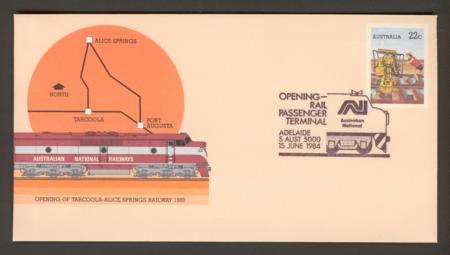 ALICE SPRINGS
NORTH
TARCOOLA
PORT
AUGUSTA
AUSTRALIAN NATIONAL RAILWAYS
OPENING OF TARCOOLA-ALICE SPRINGS RAILWAY 1980
AUSTRALIA 22c
OPENING—
RAIL
PASSENGER
TERMINAL
ADELAIDE
S AUST 5000
15 JUNE 1984
Australian
National